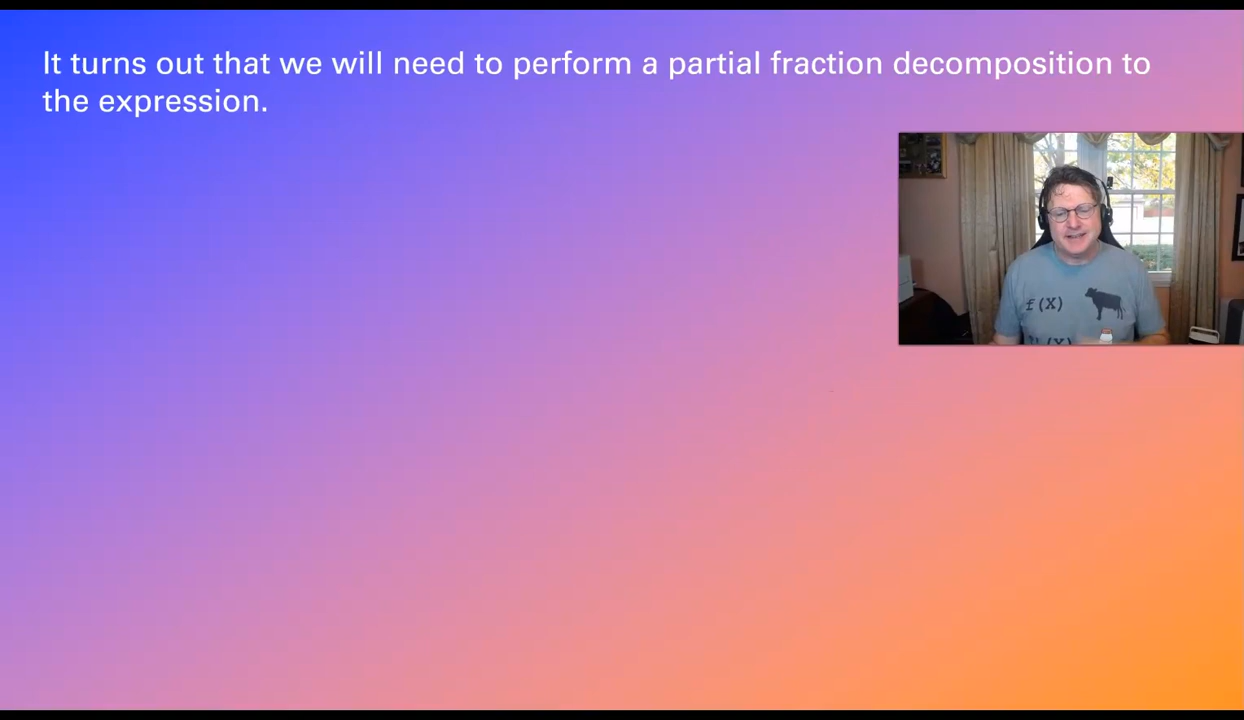 It turns out that we will need to perform a partial fraction decomposition to
the expression.
f(X)